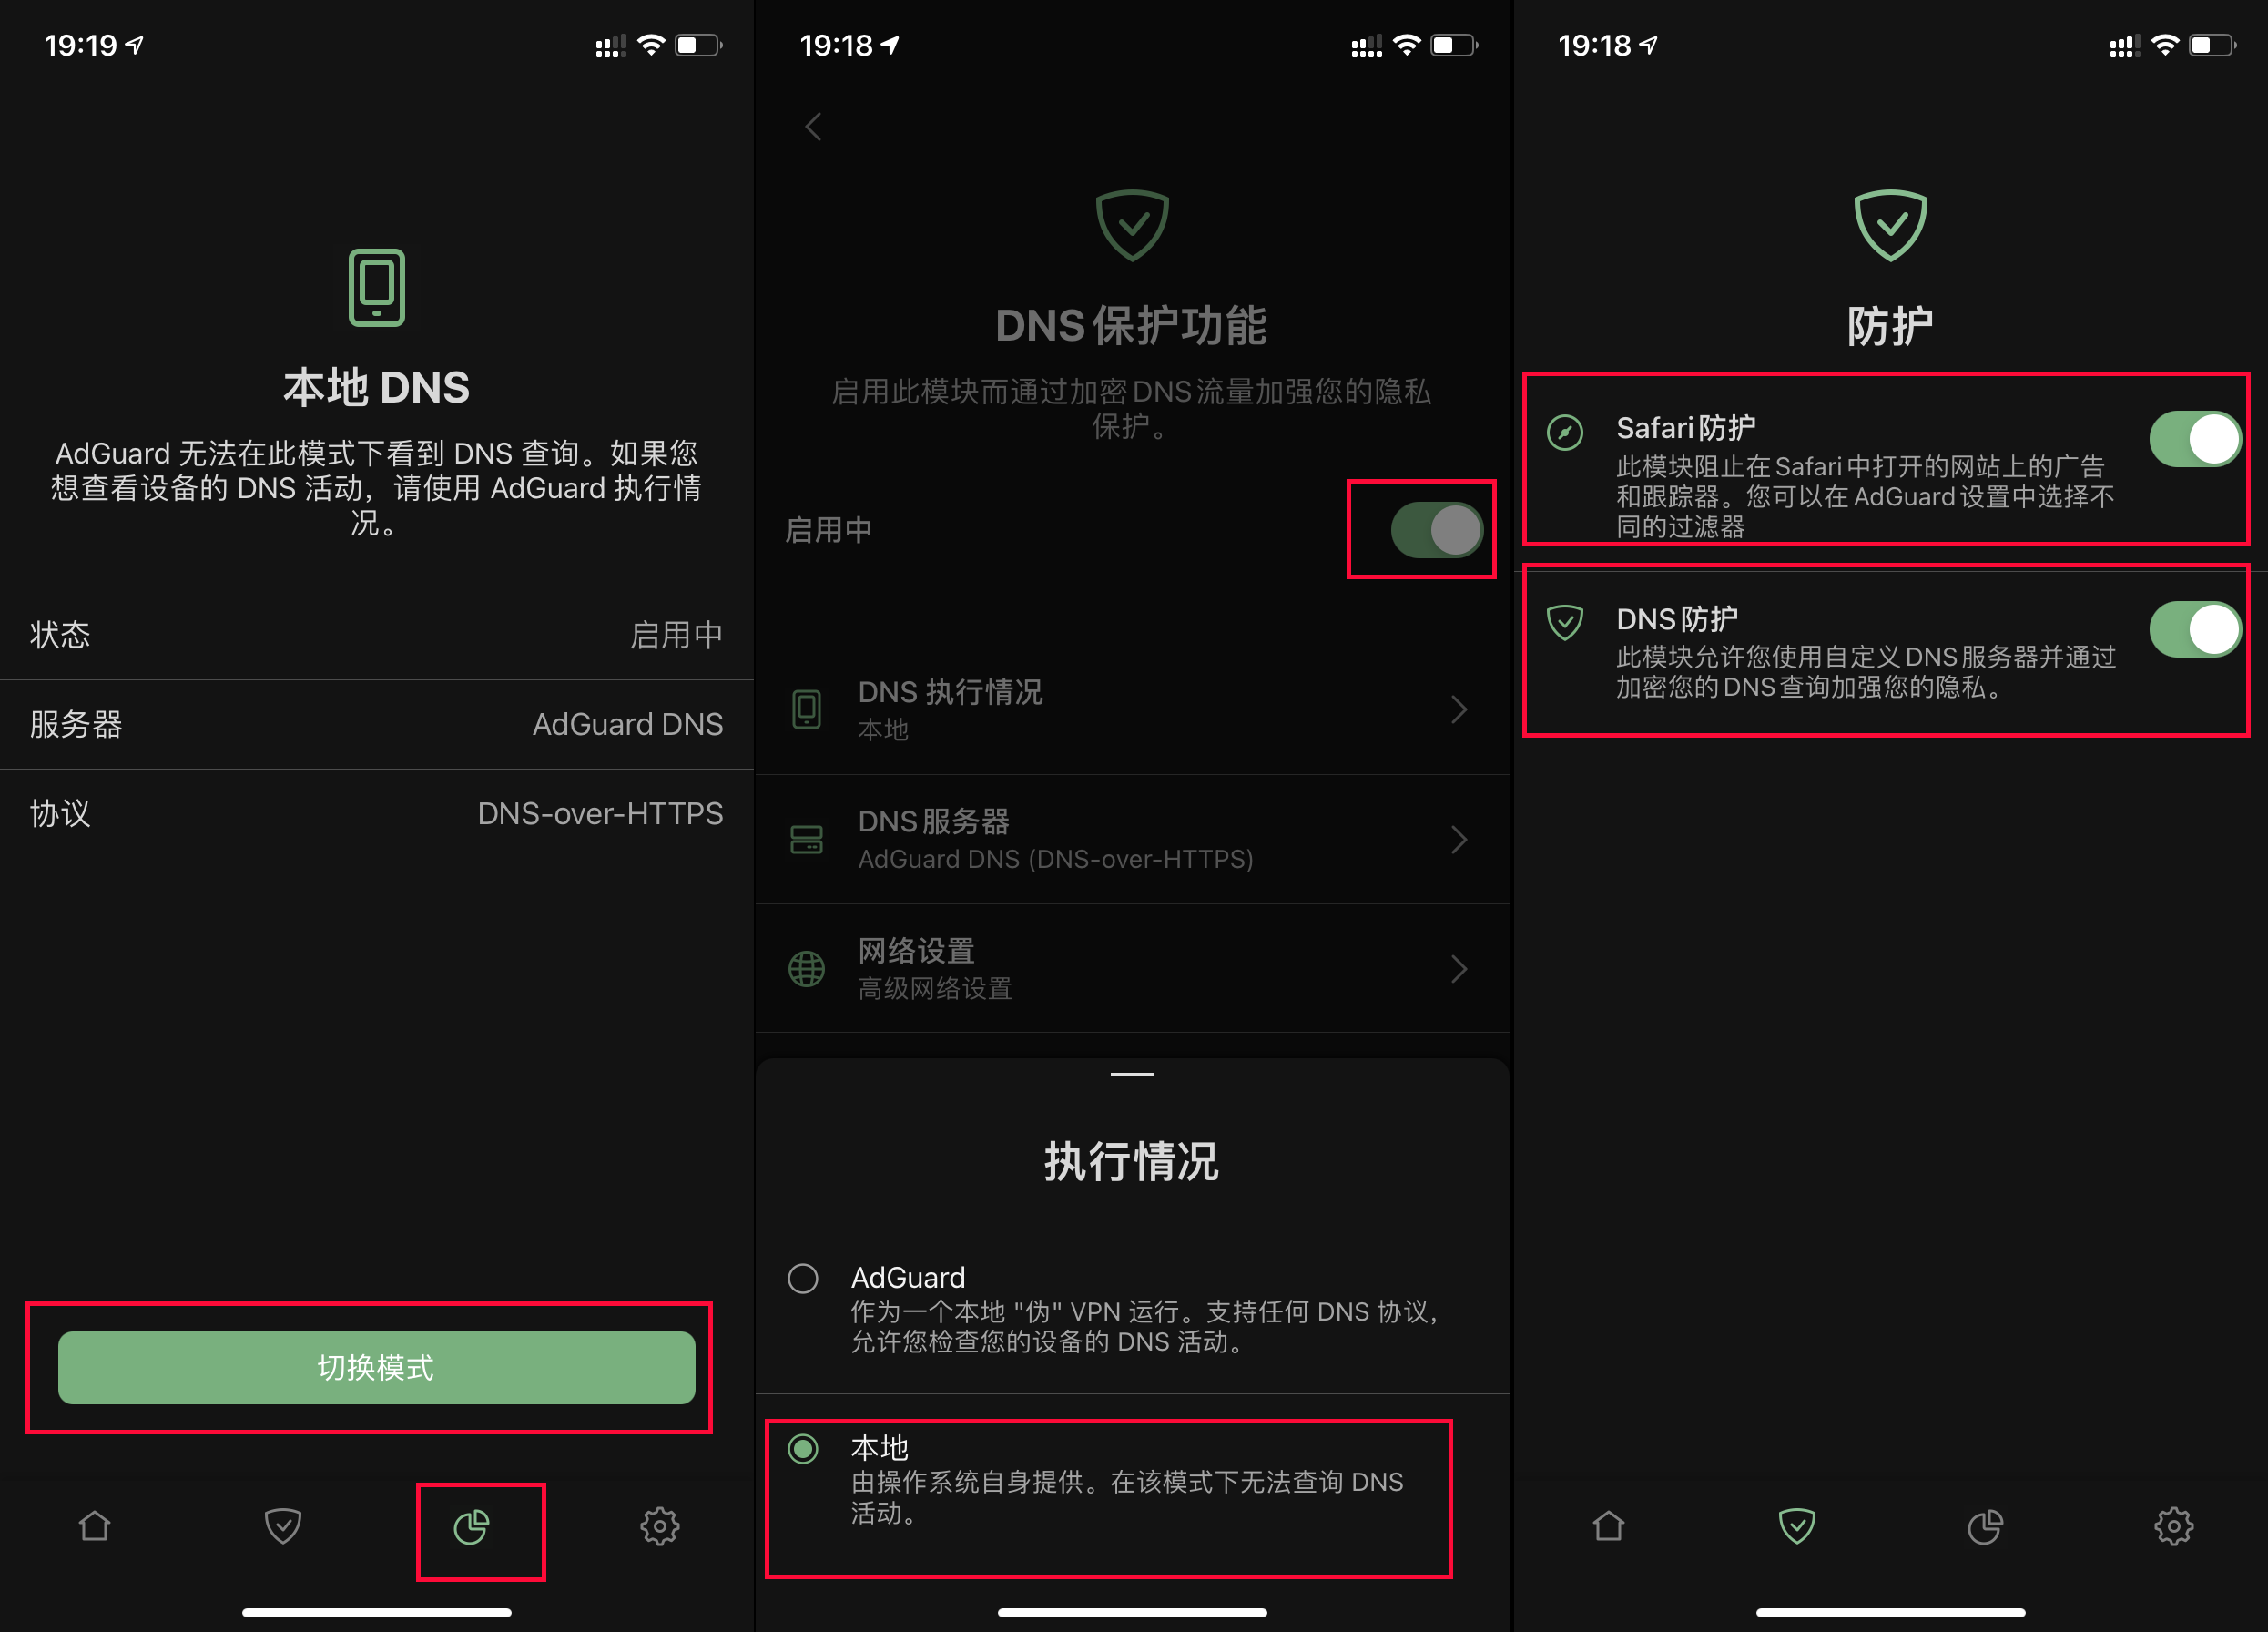 19:19
本地 DNS
AdGuard 无法在此模式下看到 DNS 查询。如果您
想查看设备的 DNS 活动，请使用 AdGuard 执行情
况。
状态
启用中
服务器
AdGuard DNS
协议
DNS-over-HTTPS
切换模式
19:18
DNS 保护功能
启用此模块而通过加密 DNS 流量加强您的隐私
保护。
启用中
DNS 执行情况
本地
DNS 服务器
AdGuard DNS (DNS-over-HTTPS)
网络设置
高级网络设置
执行情况
AdGuard
作为一个本地 "伪" VPN 运行。支持任何 DNS 协议，
允许您检查您的设备的 DNS 活动。
本地
由操作系统自身提供。在该模式下无法查询 DNS
活动。
19:18
防护
Safari 防护
此模块阻止在 Safari 中打开的网站上的广告
和跟踪器。您可以在 AdGuard 设置中选择不
同的过滤器
DNS 防护
此模块允许您使用自定义 DNS 服务器并通过
加密您的 DNS 查询加强您的隐私。